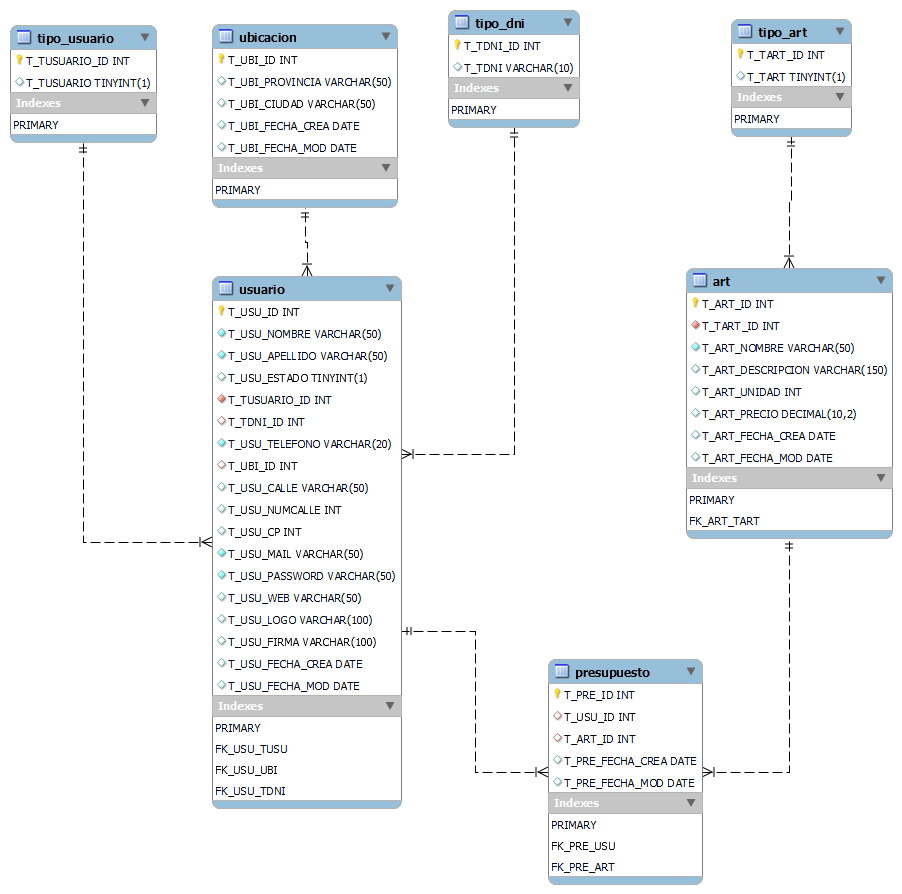 tipo_usuario
T_TUSUARIO_ID INT
T_TUSUARIO TINYINT(1)
Indexes
PRIMARY
ubicacion
T_UBI_ID INT
T_UBI_PROVINCIA VARCHAR(50)
T_UBI_CIUDAD VARCHAR(50)
T_UBI_FECHA_CREA DATE
T_UBI_FECHA_MOD DATE
Indexes
PRIMARY
tipo_dni
T_TDNI_ID INT
T_TDNI VARCHAR(10)
Indexes
PRIMARY
tipo_art
T_TART_ID INT
T_TART TINYINT(1)
Indexes
PRIMARY
usuario
T_USU_ID INT
T_USU_NOMBRE VARCHAR(50)
T_USU_APELLIDO VARCHAR(50)
T_USU_ESTADO TINYINT(1)
T_TUSUARIO_ID INT
T_TDNI_ID INT
T_USU_TELEFONO VARCHAR(20)
T_UBI_ID INT
T_USU_CALLE VARCHAR(50)
T_USU_NUMCALLE INT
T_USU_CP INT
T_USU_MAIL VARCHAR(50)
T_USU_PASSWORD VARCHAR(50)
T_USU_WEB VARCHAR(50)
T_USU_LOGO VARCHAR(100)
T_USU_FIRMA VARCHAR(100)
T_USU_FECHA_CREA DATE
T_USU_FECHA_MOD DATE
Indexes
PRIMARY
FK_USU_TUSU
FK_USU_UBI
FK_USU_TDNI
art
T_ART_ID INT
T_TART_ID INT
T_ART_NOMBRE VARCHAR(50)
T_ART_DESCRIPCION VARCHAR(150)
T_ART_UNIDAD INT
T_ART_PRECIO DECIMAL(10,2)
T_ART_FECHA_CREA DATE
T_ART_FECHA_MOD DATE
Indexes
PRIMARY
FK_ART_TART
presupuesto
T_PRE_ID INT
T_USU_ID INT
T_ART_ID INT
T_PRE_FECHA_CREA DATE
T_PRE_FECHA_MOD DATE
Indexes
PRIMARY
FK_PRE_USU
FK_PRE_ART